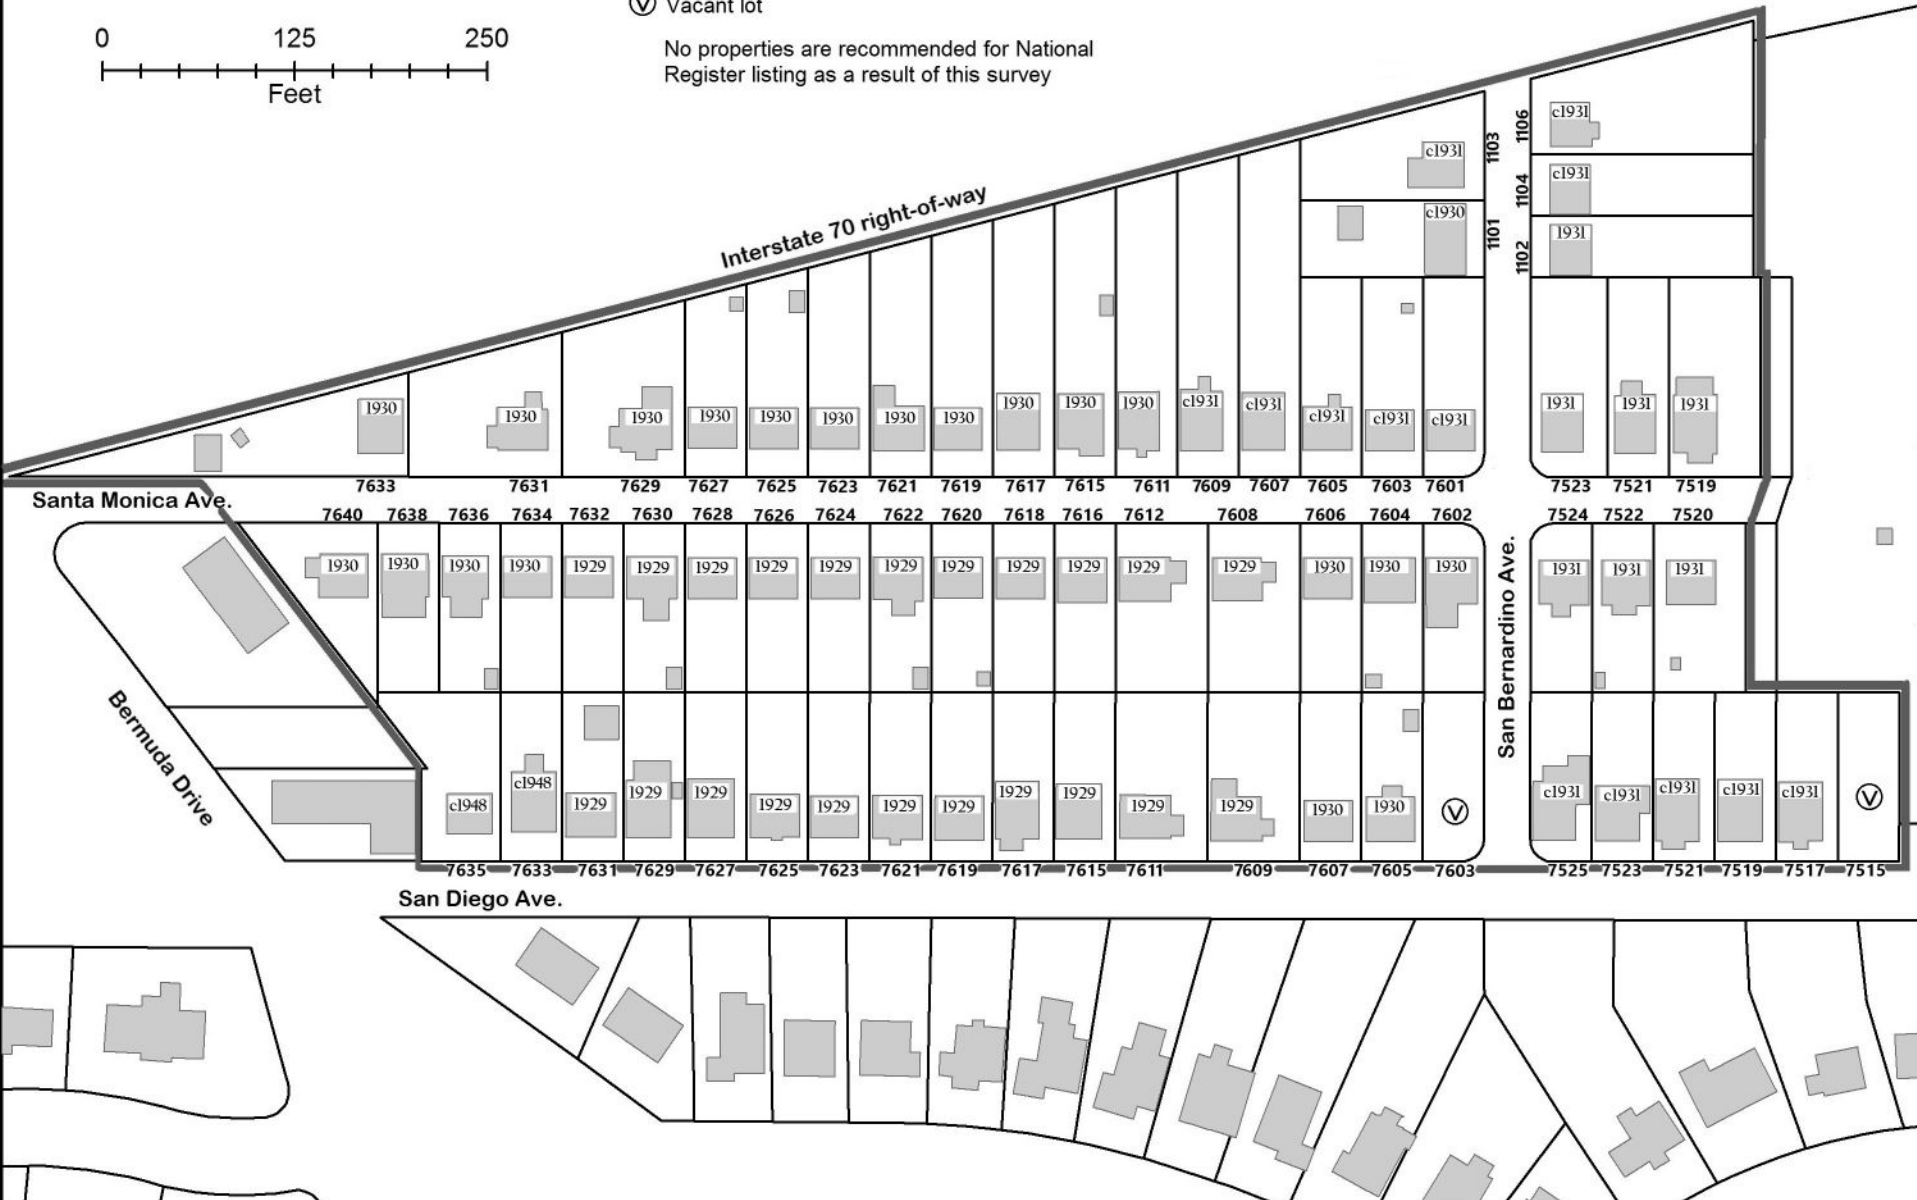 Ⓥ Vacant lot
0 125 250
Feet
No properties are recommended for National
Register listing as a result of this survey
Interstate 70 right-of-way
1103
1106
c1931
c1931
1104
c1931
1101
c1930
1102
1931
1930 1930 1930 1930 1930 1930 1930 1930 1930 1930 1930 c1931 c1931 c1931 c1931 c1931 1931 1931 1931
7633 7631 7629 7627 7625 7623 7621 7619 7617 7615 7611 7609 7607 7605 7603 7601 7523 7521 7519
Santa Monica Ave.
7640 7638 7636 7634 7632 7630 7628 7626 7624 7622 7620 7618 7616 7612 7608 7606 7604 7602 7524 7522 7520
1930 1930 1930 1930 1929 1929 1929 1929 1929 1929 1929 1929 1929 1929 1929 1930 1930 1930 1931 1931 1931
San Bernardino Ave.
Bermuda Drive
c1948 c1948 1929 1929 1929 1929 1929 1929 1929 1929 1929 1929 1929 1930 1930 V c1931 c1931 c1931 c1931 c1931 V
7635 7633 7631 7629 7627 7625 7623 7621 7619 7617 7615 7611 7609 7607 7605 7603 7525 7523 7521 7519 7517 7515
San Diego Ave.